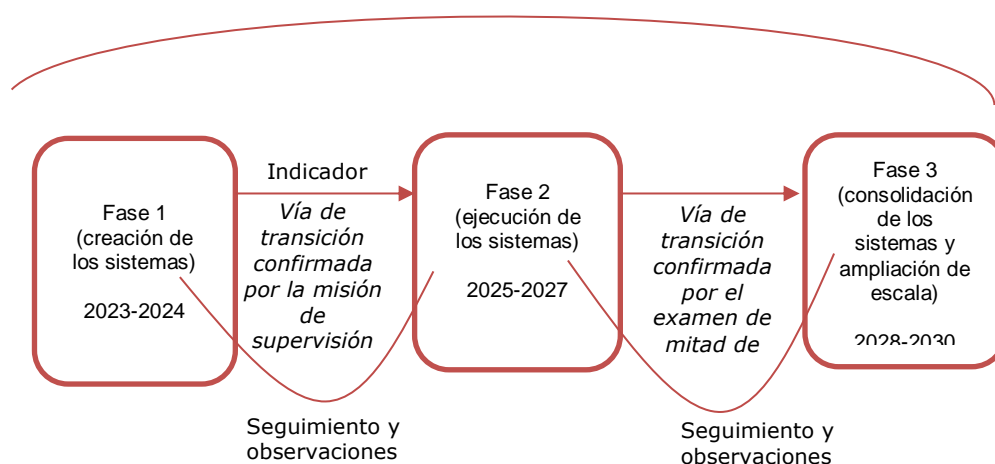 Fase 1
(creación de
los sistemas)
2023-2024
Indicador
Vía de
transición
confirmada
por la misión
de
supervisión
Seguimiento y
observaciones
Fase 2
(ejecución de
los sistemas)
2025-2027
Vía de
transición
confirmada
por el
examen de
mitad de
Seguimiento y
observaciones
Fase 3
(consolidación
de los
sistemas y
ampliación de
escala)
2028-2030